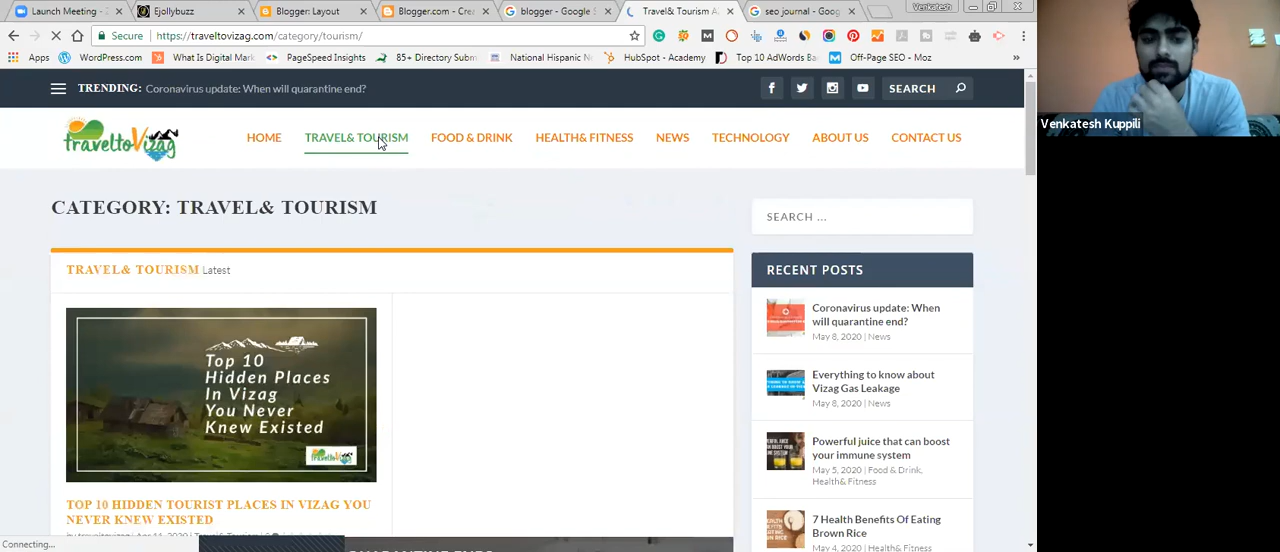 Launch Meeting - Z
Ejollybuzz
Blogger: Layout
Blogger.com - Crea
blogger - Google S
Travel& Tourism A
seo journal - Goog
Venkatesh
Secure
https://traveltovizag.com/category/tourism/
Apps
WordPress.com
What Is Digital Mark
PageSpeed Insights
85+ Directory Subm
National Hispanic Ne
HubSpot - Academy
Top 10 AdWords Ba
Off-Page SEO - Moz
TRENDING: Coronavirus update: When will quarantine end?
SEARCH
traveltoVizag
HOME
TRAVEL& TOURISM
FOOD & DRINK
HEALTH& FITNESS
NEWS
TECHNOLOGY
ABOUT US
CONTACT US
CATEGORY: TRAVEL& TOURISM
SEARCH ...
TRAVEL& TOURISM Latest
Top 10
Hidden Places
In Vizag
You Never
Knew Existed
TOP 10 HIDDEN TOURIST PLACES IN VIZAG YOU
NEVER KNEW EXISTED
RECENT POSTS
Coronavirus update: When
will quarantine end?
May 8, 2020 | News
Everything to know about
Vizag Gas Leakage
May 8, 2020 | News
Powerful juice that can boost
your immune system
May 5, 2020 | Food & Drink,
Health& Fitness
7 Health Benefits Of Eating
Brown Rice
May 4, 2020 | Health& Fitness
Connecting...
Venkatesh Kuppili